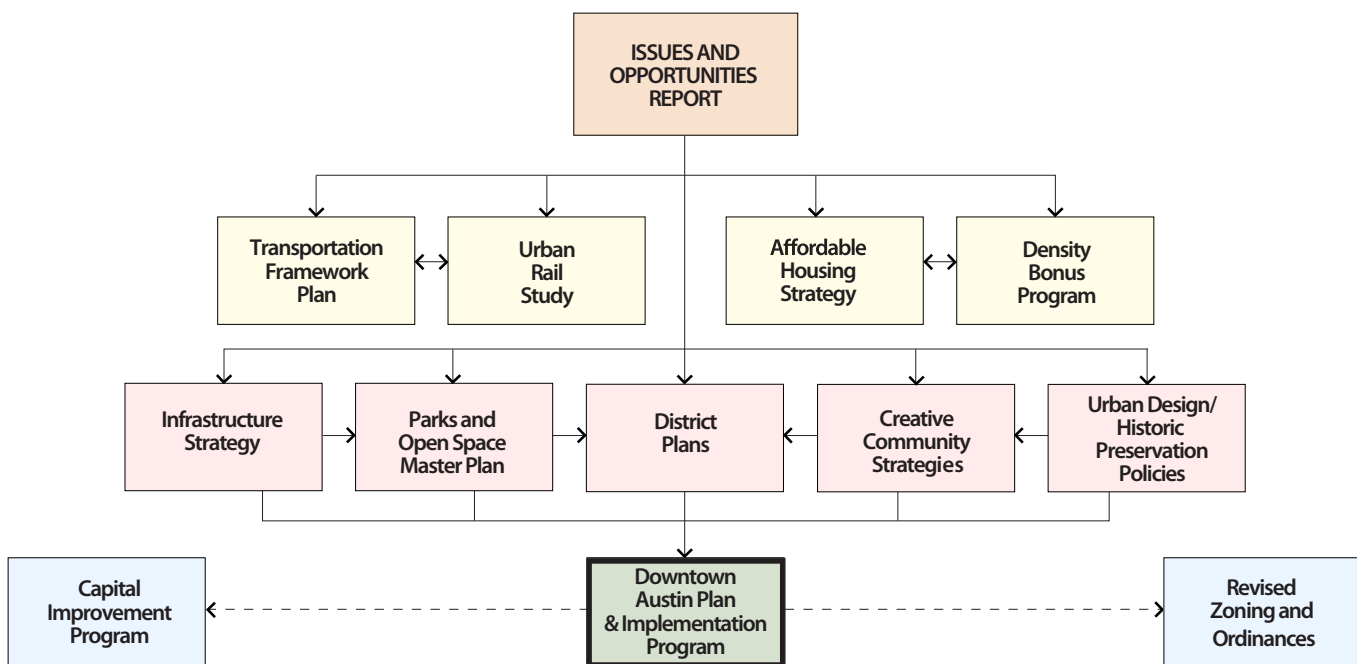 ISSUES AND
OPPORTUNITIES
REPORT
Transportation
Framework
Plan
Urban
Rail
Study
Affordable
Housing
Strategy
Density
Bonus
Program
Infrastructure
Strategy
Parks and
Open Space
Master Plan
District
Plans
Creative
Community
Strategies
Urban Design/
Historic
Preservation
Policies
Capital
Improvement
Program
Downtown
Austin Plan
& Implementation
Program
Revised
Zoning and
Ordinances